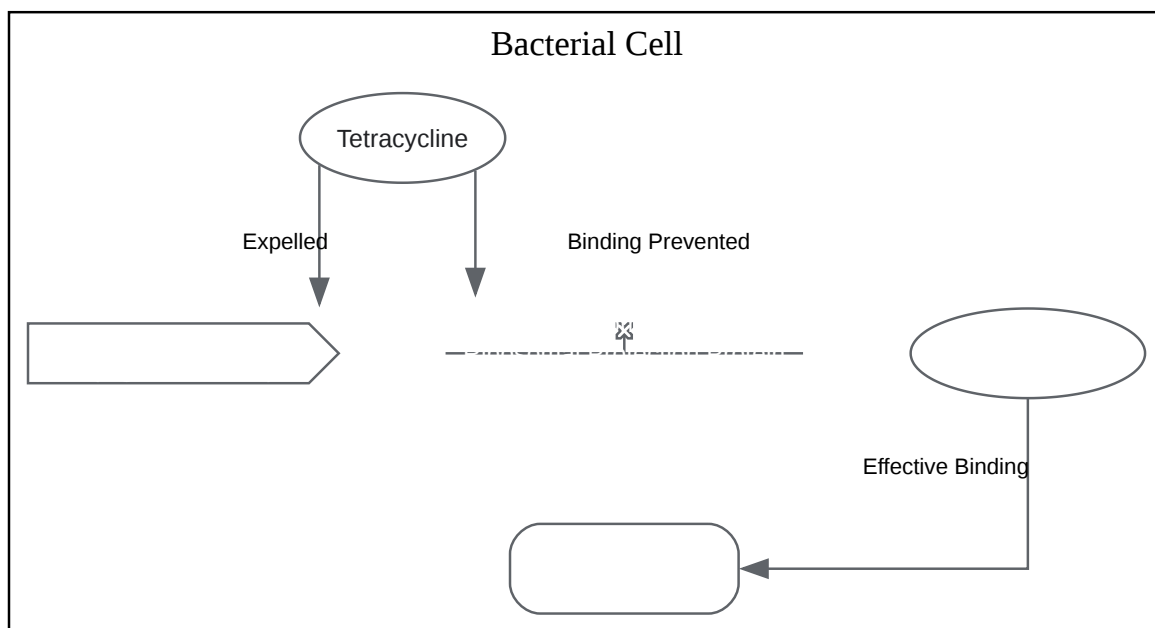 Bacterial Cell
Tetracycline
Expelled
Binding Prevented
Effective Binding